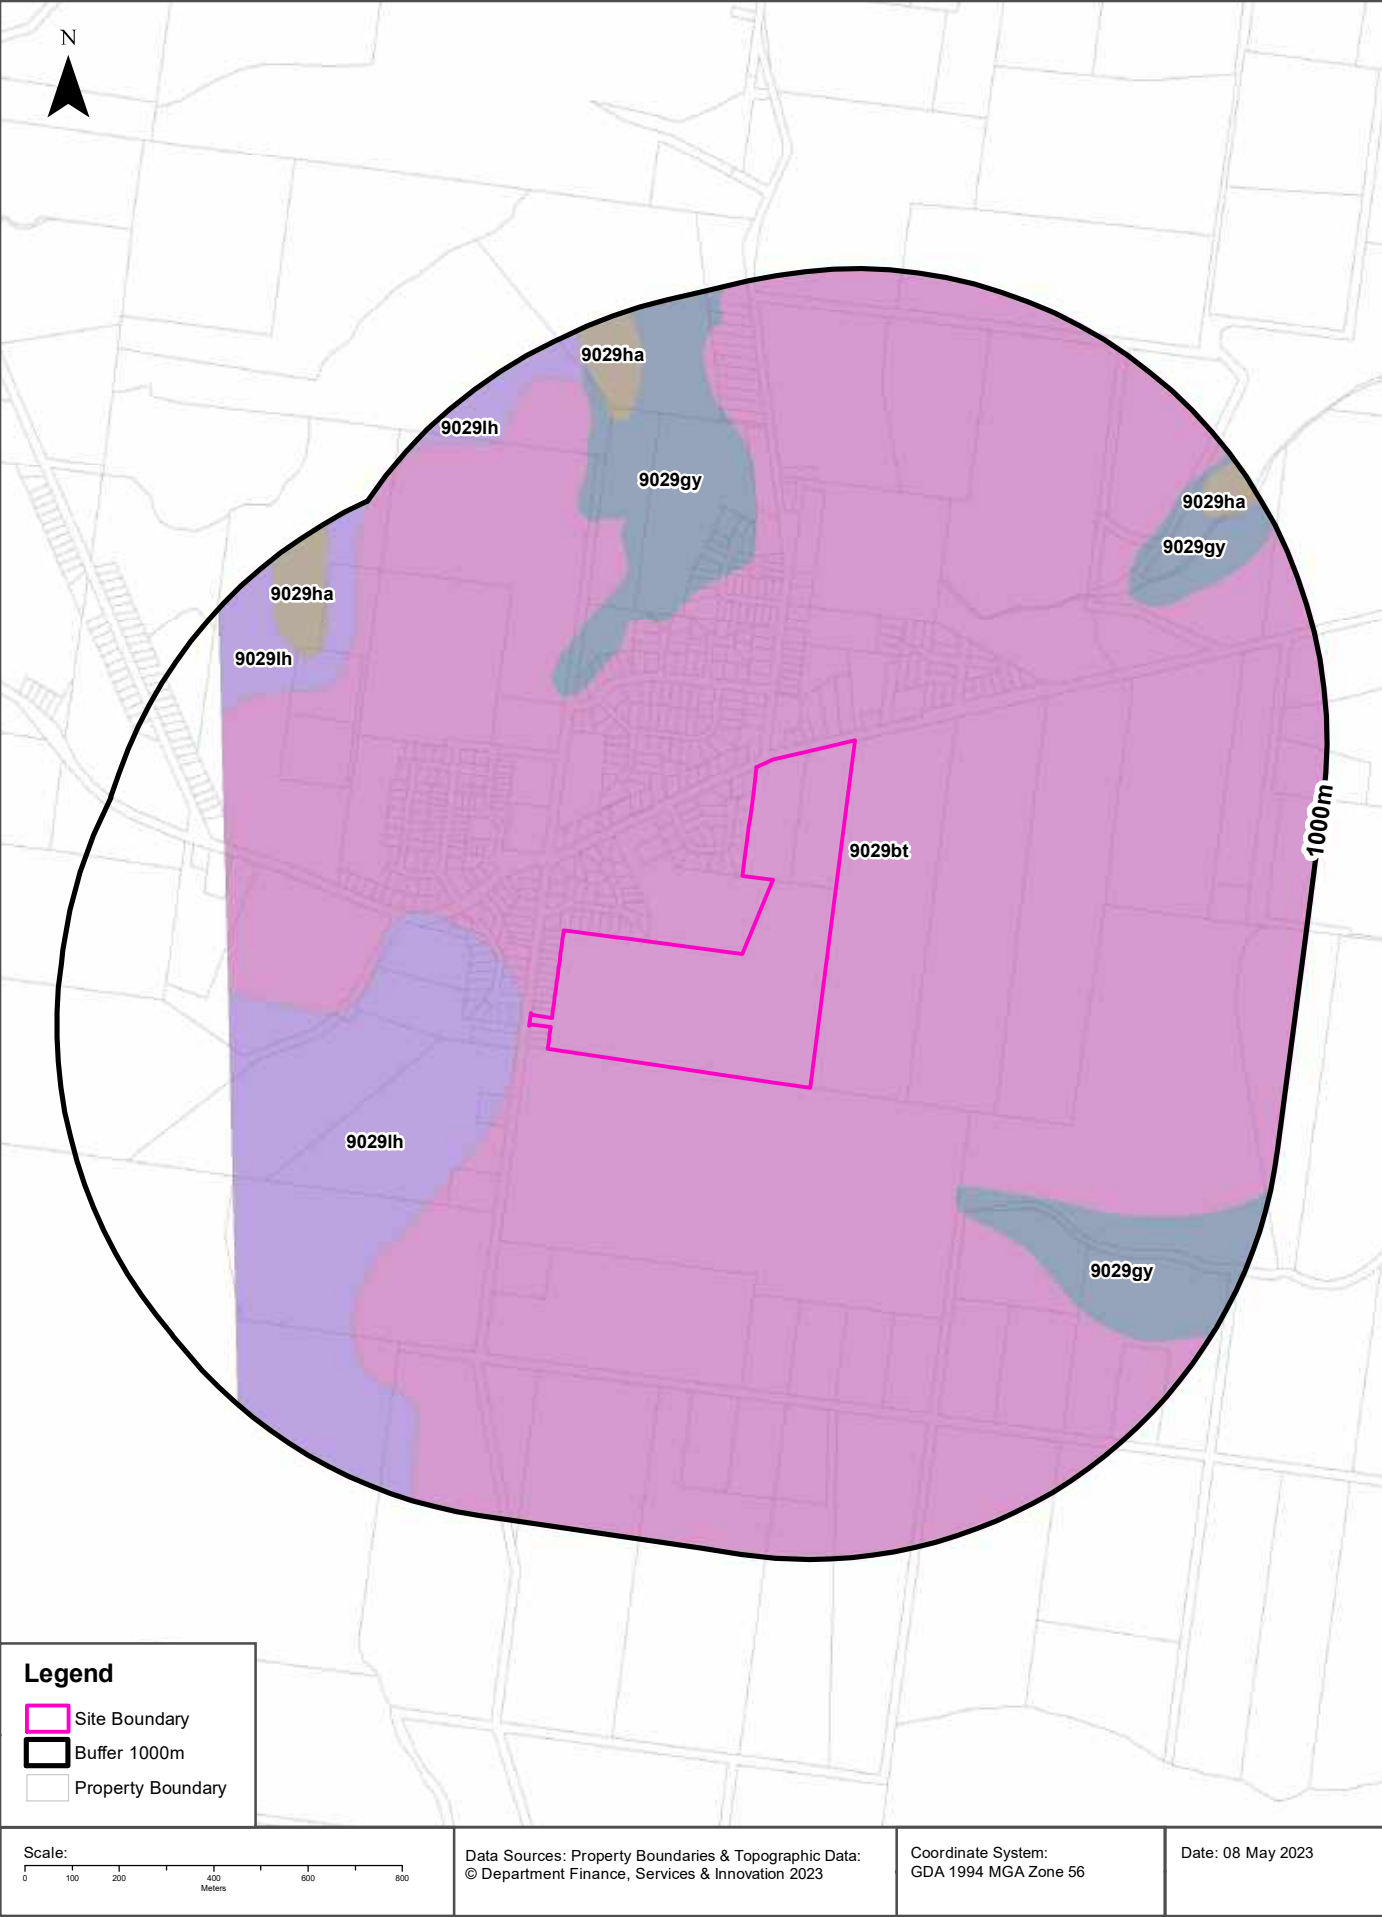 N
9029ha
9029lh
9029gy
9029ha
9029gy
9029ha
9029lh
1000m
9029bt
9029lh
9029gy
Legend
Site Boundary
Buffer 1000m
Property Boundary
Scale:
0 100 200 400 600 800
Meters
Data Sources: Property Boundaries & Topographic Data:
© Department Finance, Services & Innovation 2023
Coordinate System:
GDA 1994 MGA Zone 56
Date: 08 May 2023